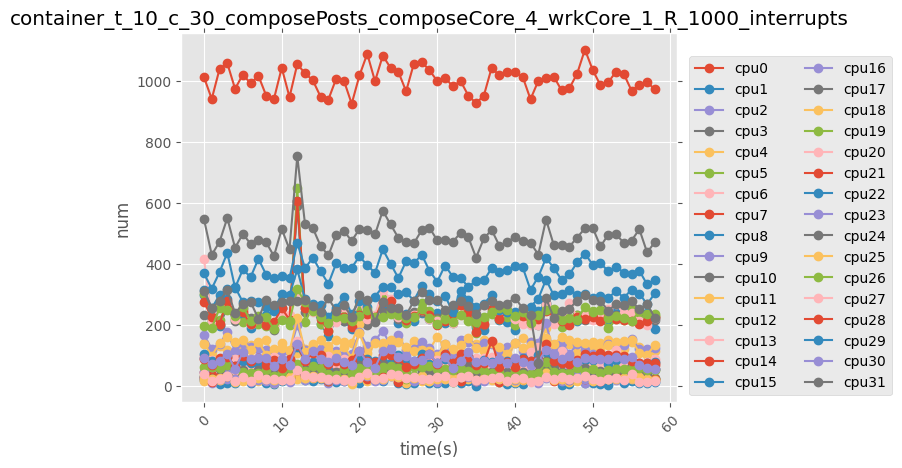 container_t_10_c_30_composePosts_composeCore_4_wrkCore_1_R_1000_interrupts
num
1000
800
600
400
200
0
0
10
20
30
40
50
60
time(s)
cpu0
cpu1
cpu2
cpu3
cpu4
cpu5
cpu6
cpu7
cpu8
cpu9
cpu10
cpu11
cpu12
cpu13
cpu14
cpu15
cpu16
cpu17
cpu18
cpu19
cpu20
cpu21
cpu22
cpu23
cpu24
cpu25
cpu26
cpu27
cpu28
cpu29
cpu30
cpu31